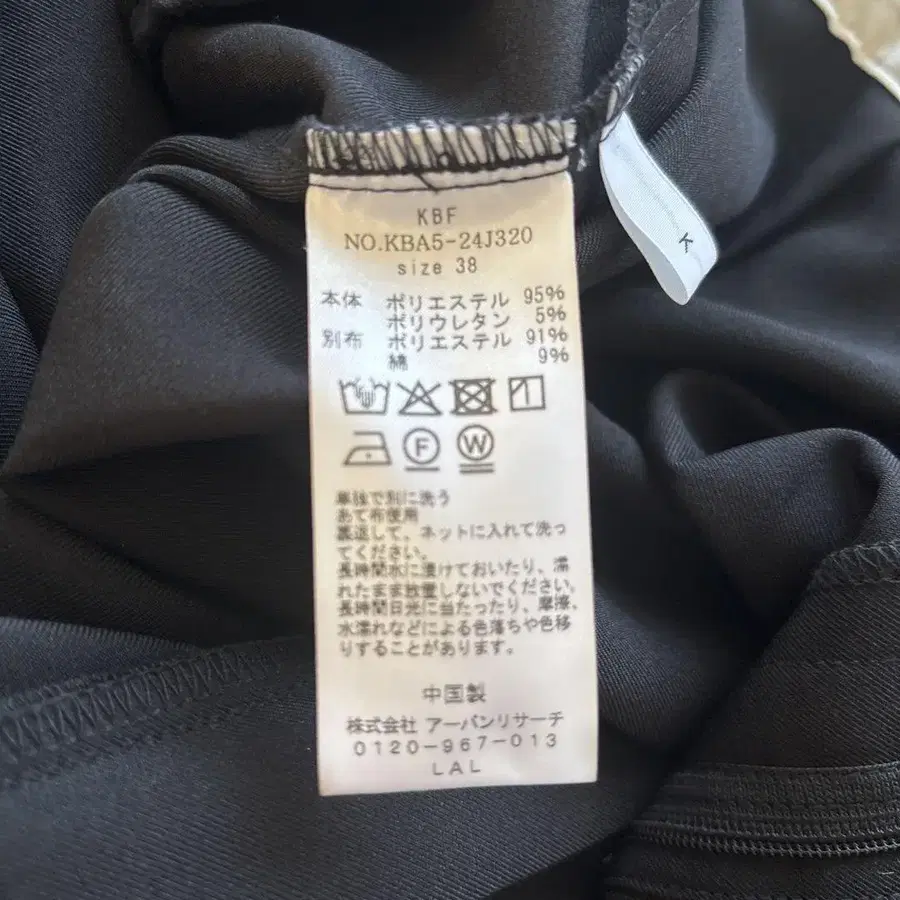 KBF
NO.KBA5-24J320
size 38
本体 ポリエステル 95%
ポリウレタン 5%
別布 ポリエステル 91%
綿 9%
F W
単独で別に洗う
あて布使用
裏返して、ネットに入れて洗っ
てください。
長時間水に漬けておいたり、濡
れたまま放置しないでください。
長時間日光に当たったり、摩擦、
水濡れなどによる色落ちや色移
りすることがあります。
中国製
株式会社 アーバンリサーチ
0120-967-013
LAL
K